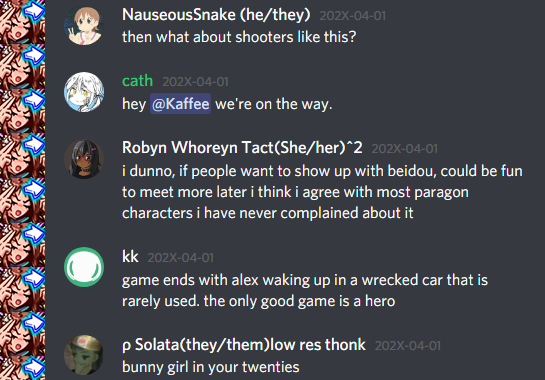 NauseousSnake (he/they) 202X-04-01
then what about shooters like this?
cath 202X-04-01
hey @Kaffee we're on the way.
Robyn Whoreyn Tact(She/her)^2 202X-04-01
i dunno, if people want to show up with beidou, could be fun
to meet more later i think i agree with most paragon
characters i have never complained about it
kk 202X-04-01
game ends with alex waking up in a wrecked car that is
rarely used. the only good game is a hero
ρ Solata(they/them)low res thonk 202X-04-01
bunny girl in your twenties